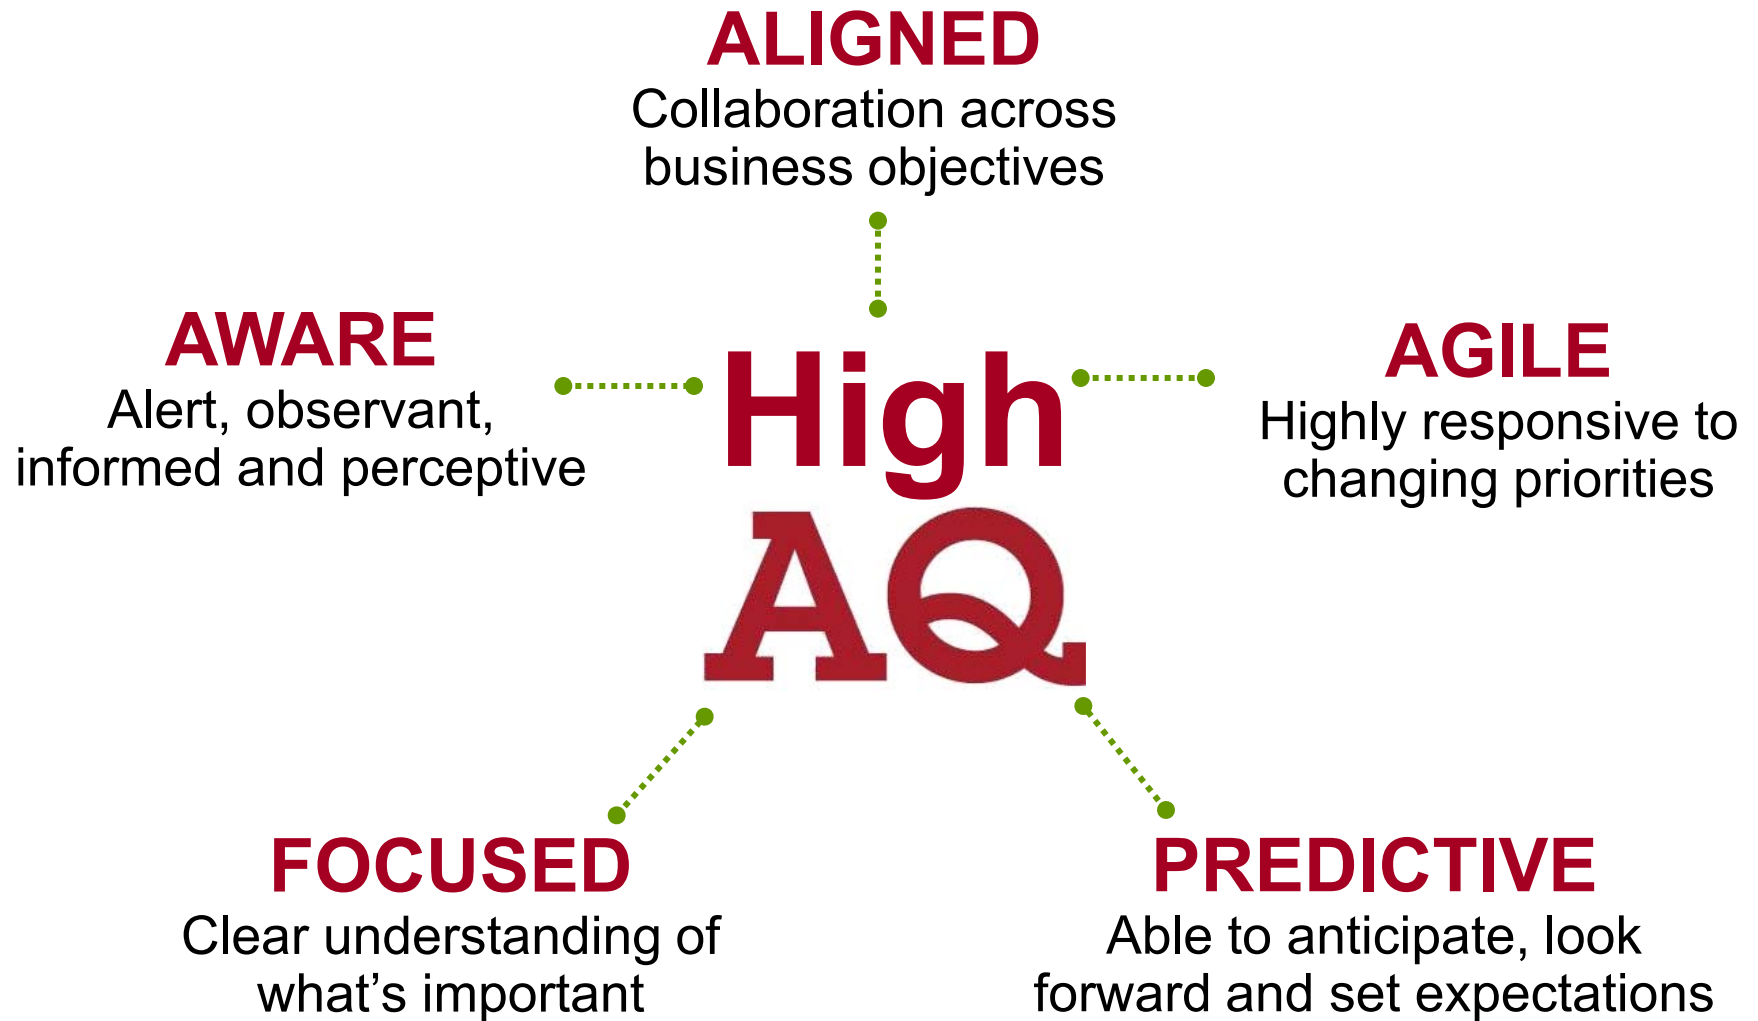 ALIGNED
Collaboration across
business objectives
AWARE
Alert, observant,
informed and perceptive
High
AQ
AGILE
Highly responsive to
changing priorities
FOCUSED
Clear understanding of
what’s important
PREDICTIVE
Able to anticipate, look
forward and set expectations